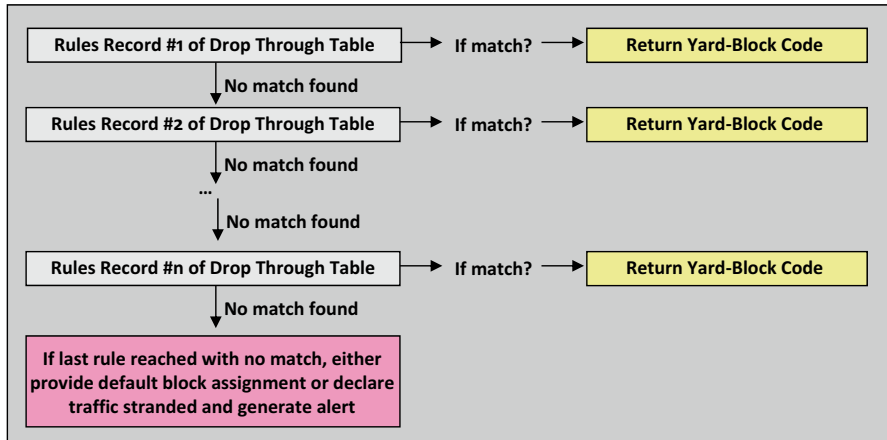 Rules Record #1 of Drop Through Table
If match?
Return Yard-Block Code
No match found
Rules Record #2 of Drop Through Table
If match?
Return Yard-Block Code
No match found
...
No match found
Rules Record #n of Drop Through Table
If match?
Return Yard-Block Code
No match found
If last rule reached with no match, either
provide default block assignment or declare
traffic stranded and generate alert